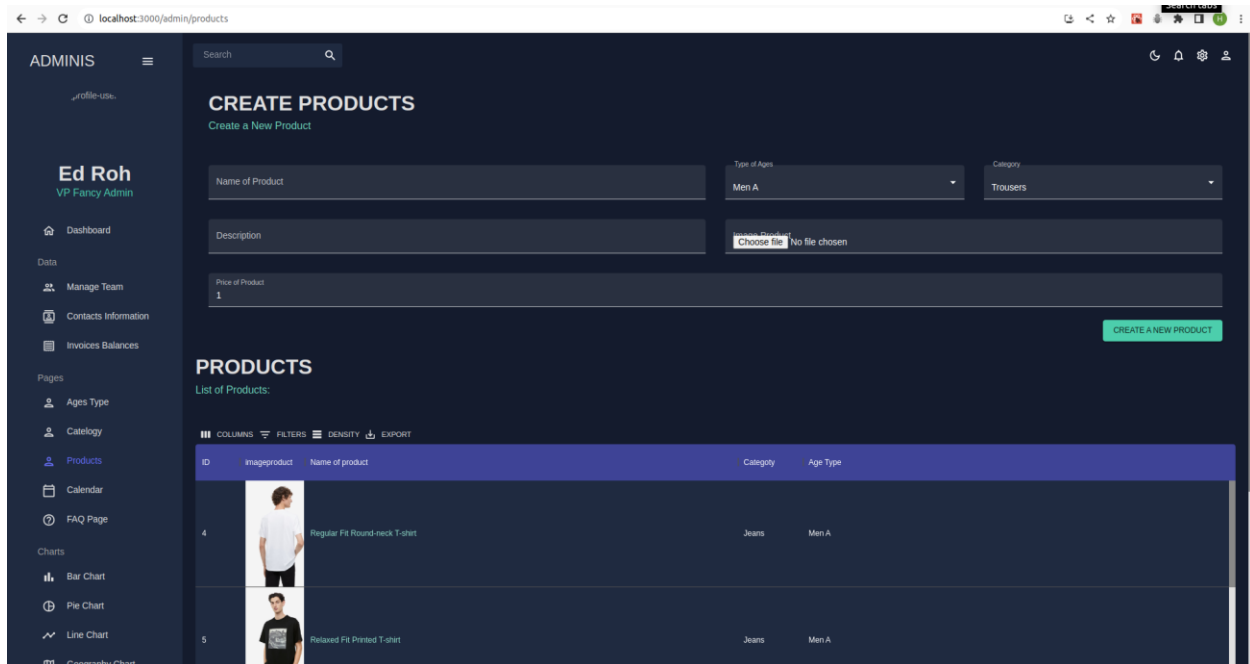 Search tabs
localhost:3000/admin/products
H
ADMINIS
Search
Ed Roh
VP Fancy Admin
Dashboard
Data
Manage Team
Contacts Information
Invoices Balances
Pages
Ages Type
Catelogy
Products
Calendar
FAQ Page
Charts
Bar Chart
Pie Chart
Line Chart
Geography Chart
CREATE PRODUCTS
Create a New Product
Name of Product
Type of Ages
Men A
Category
Trousers
Description
Image Product
Choose file No file chosen
Price of Product
1
CREATE A NEW PRODUCT
PRODUCTS
List of Products:
COLUMNS FILTERS DENSITY EXPORT
ID imageproduct Name of product Categoty Age Type
4 Regular Fit Round-neck T-shirt Jeans Men A
5 Relaxed Fit Printed T-shirt Jeans Men A